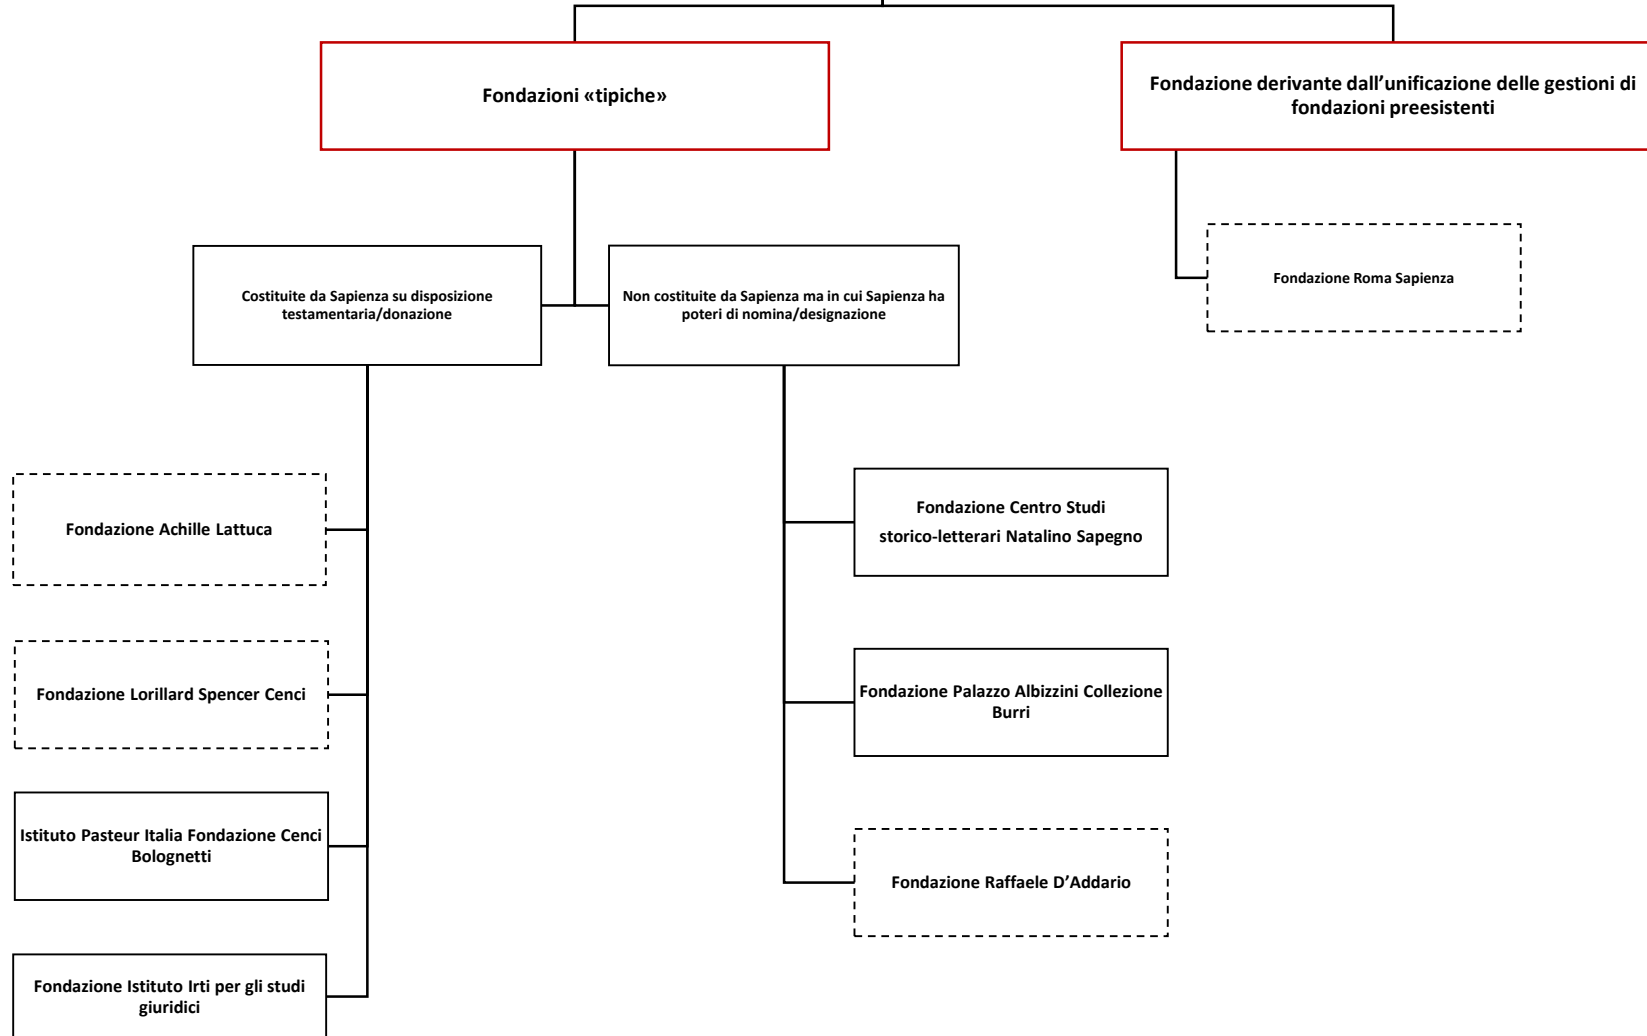 Fondazioni «tipiche»
Fondazione derivante dall’unificazione delle gestioni di
fondazioni preesistenti
Costituite da Sapienza su disposizione
testamentaria/donazione
Non costituite da Sapienza ma in cui Sapienza ha
poteri di nomina/designazione
Fondazione Roma Sapienza
Fondazione Achille Lattuca
Fondazione Lorillard Spencer Cenci
Istituto Pasteur Italia Fondazione Cenci
Bolognetti
Fondazione Istituto Irti per gli studi
giuridici
Fondazione Centro Studi
storico-letterari Natalino Sapegno
Fondazione Palazzo Albizzini Collezione
Burri
Fondazione Raffaele D’Addario